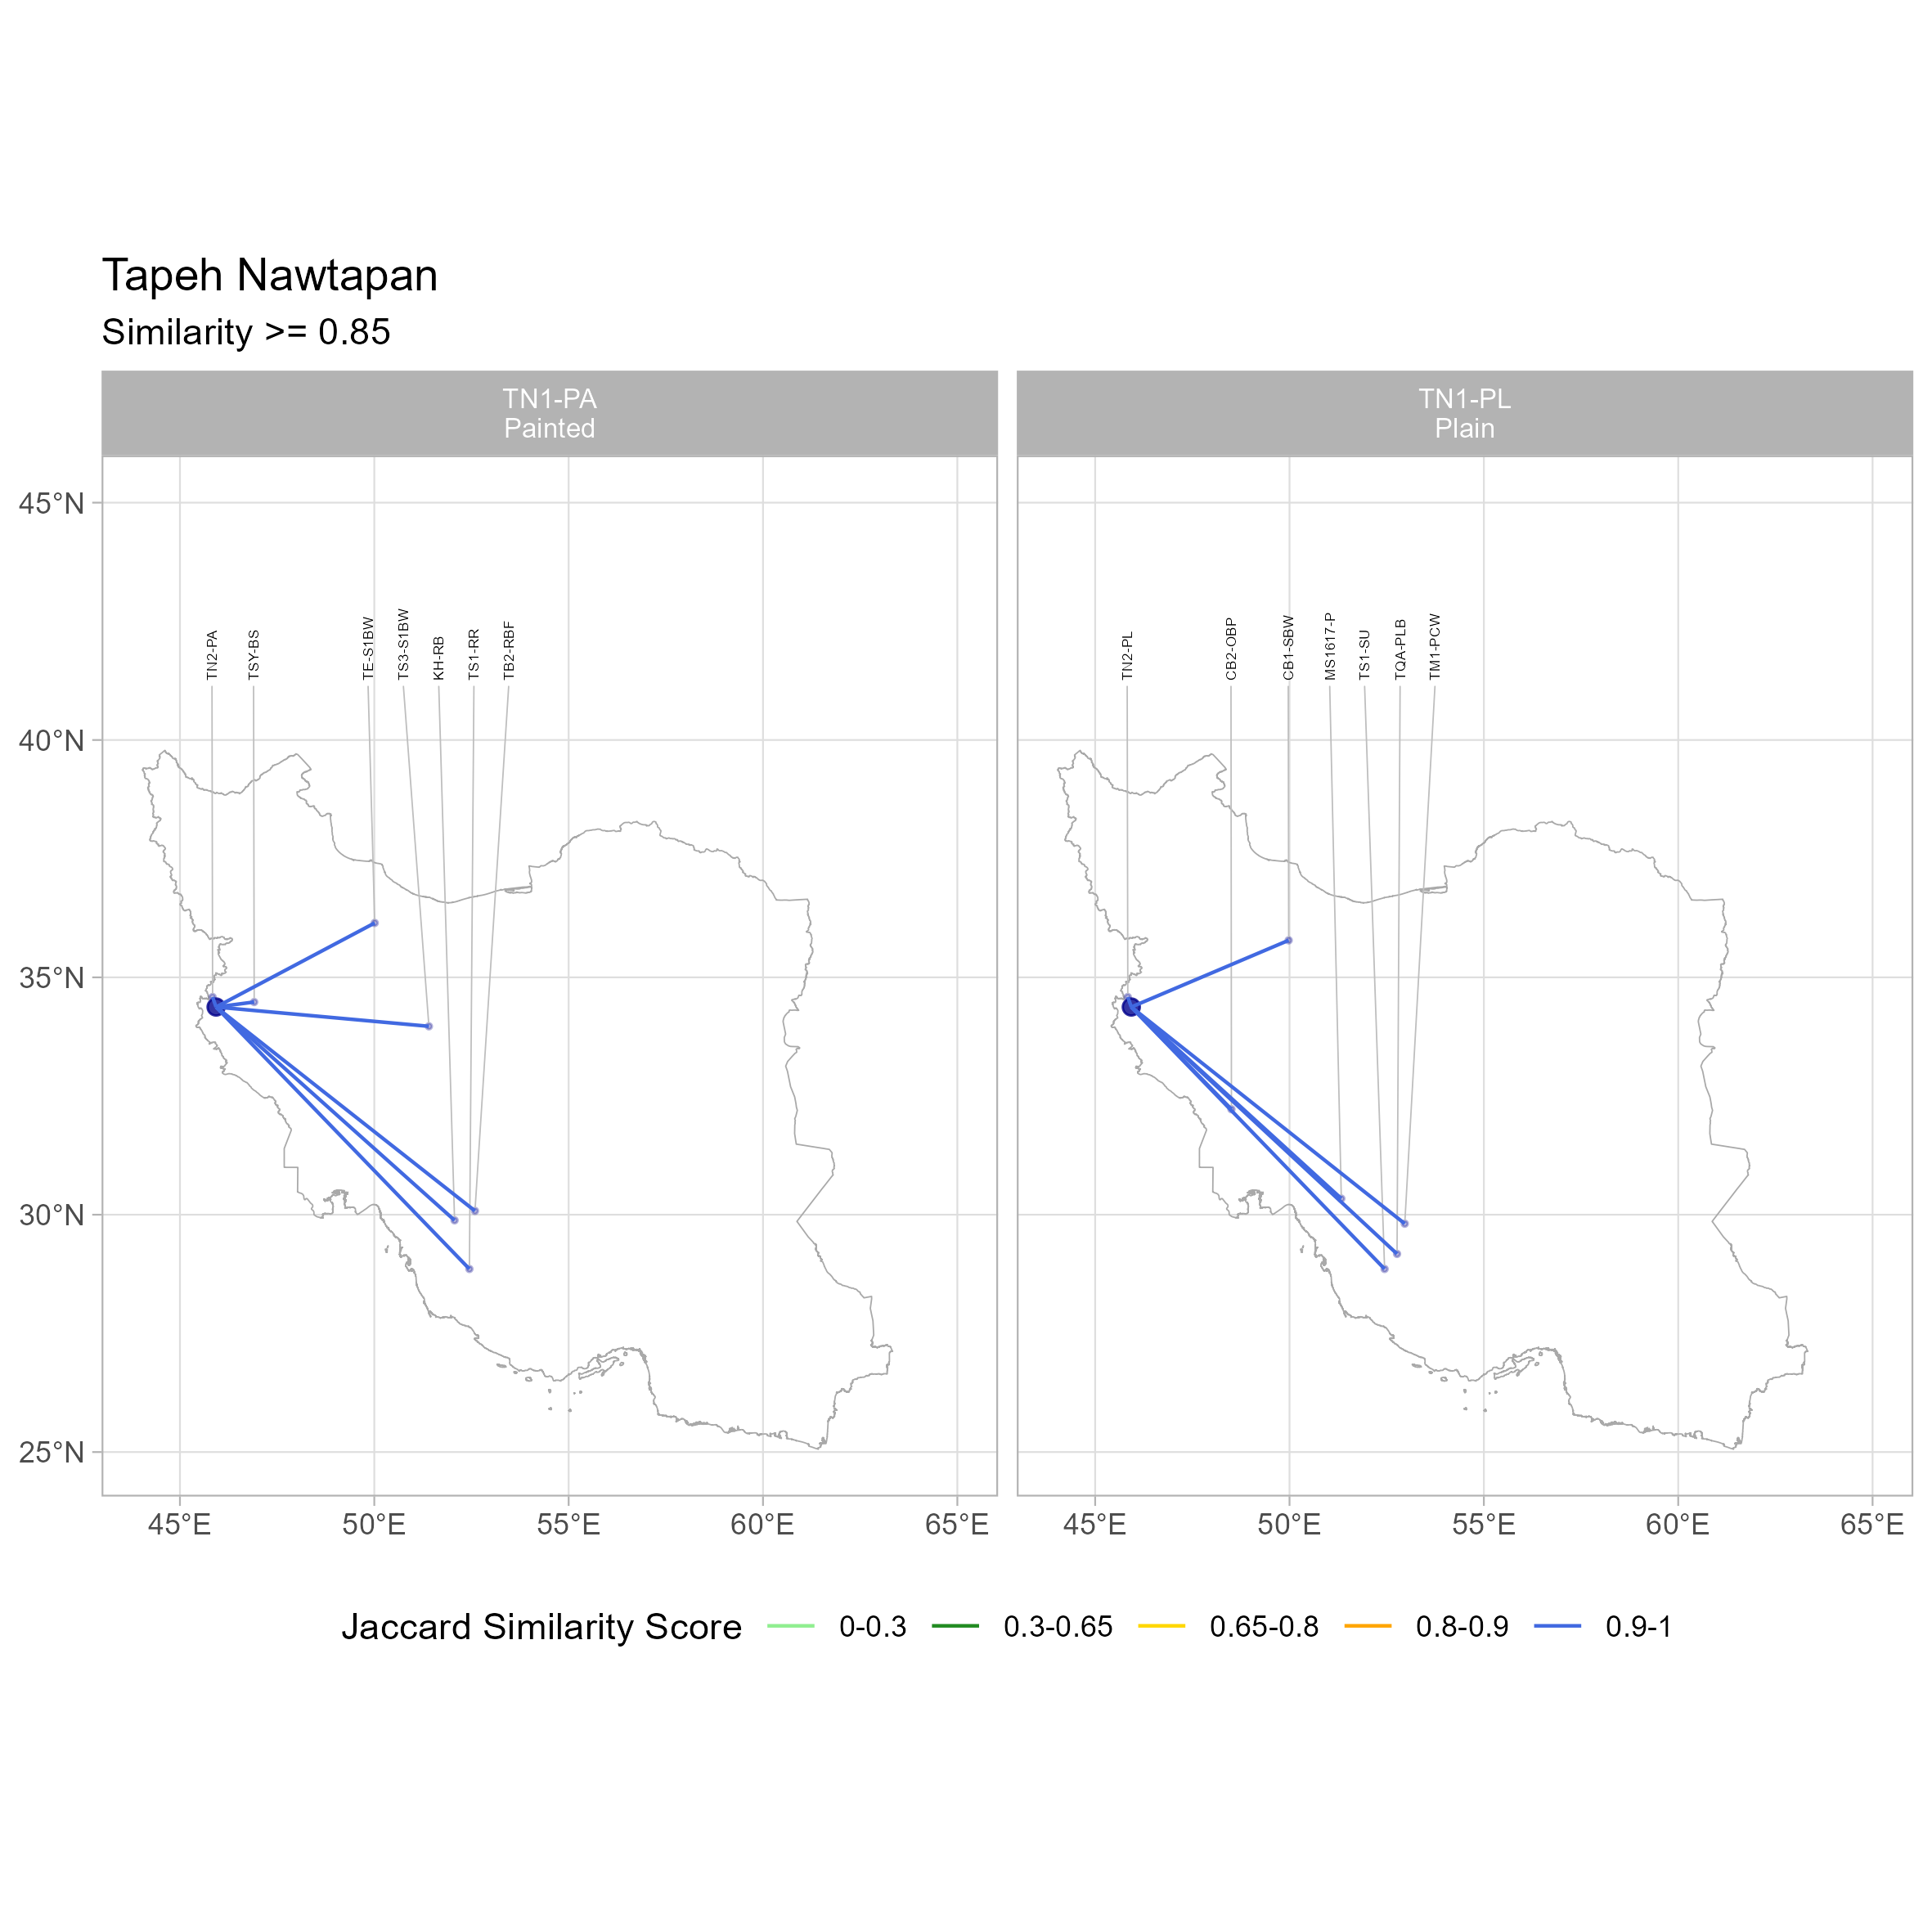 Tapeh Nawtapan
Similarity >= 0.85
TN1-PA
Painted
TN1-PL
Plain
45°N
40°N
35°N
30°N
25°N
TN2-PA
TSY-BS
TE-S1BW
TS3-S1BW
KH-RB
TS1-RR
TB2-RBF
TN2-PL
CB2-OBP
CB1-SBW
MS1617-P
TS1-SU
TQA-PLB
TM1-PCW
45°E
50°E
55°E
60°E
65°E
45°E
50°E
55°E
60°E
65°E
Jaccard Similarity Score 0-0.3 0.3-0.65 0.65-0.8 0.8-0.9 0.9-1